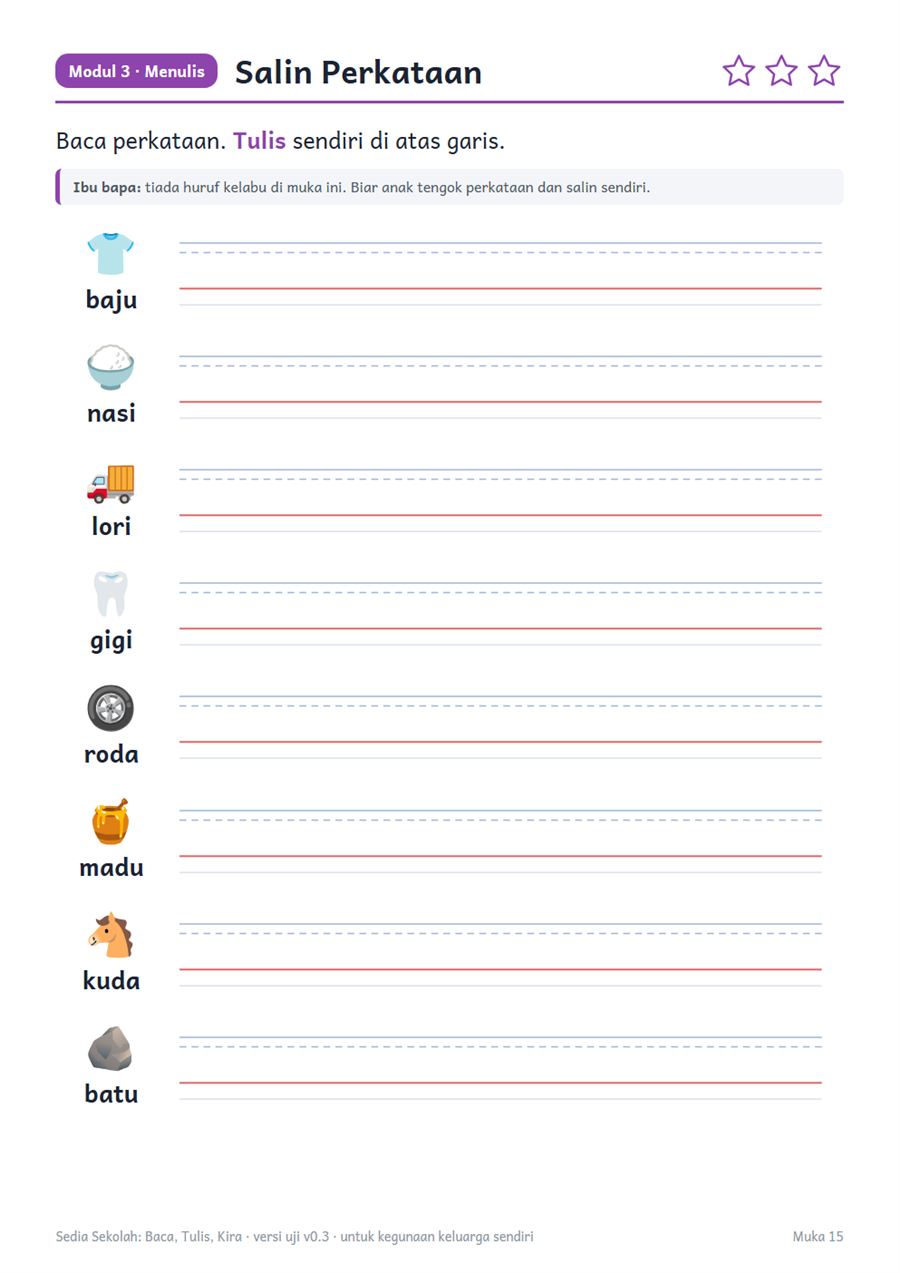 Modul 3 · Menulis
Salin Perkataan
Baca perkataan. Tulis sendiri di atas garis.
Ibu bapa: tiada huruf kelabu di muka ini. Biar anak tengok perkataan dan salin sendiri.
baju
nasi
lori
gigi
roda
madu
kuda
batu
Sedia Sekolah: Baca, Tulis, Kira · versi uji v0.3 · untuk kegunaan keluarga sendiri
Muka 15